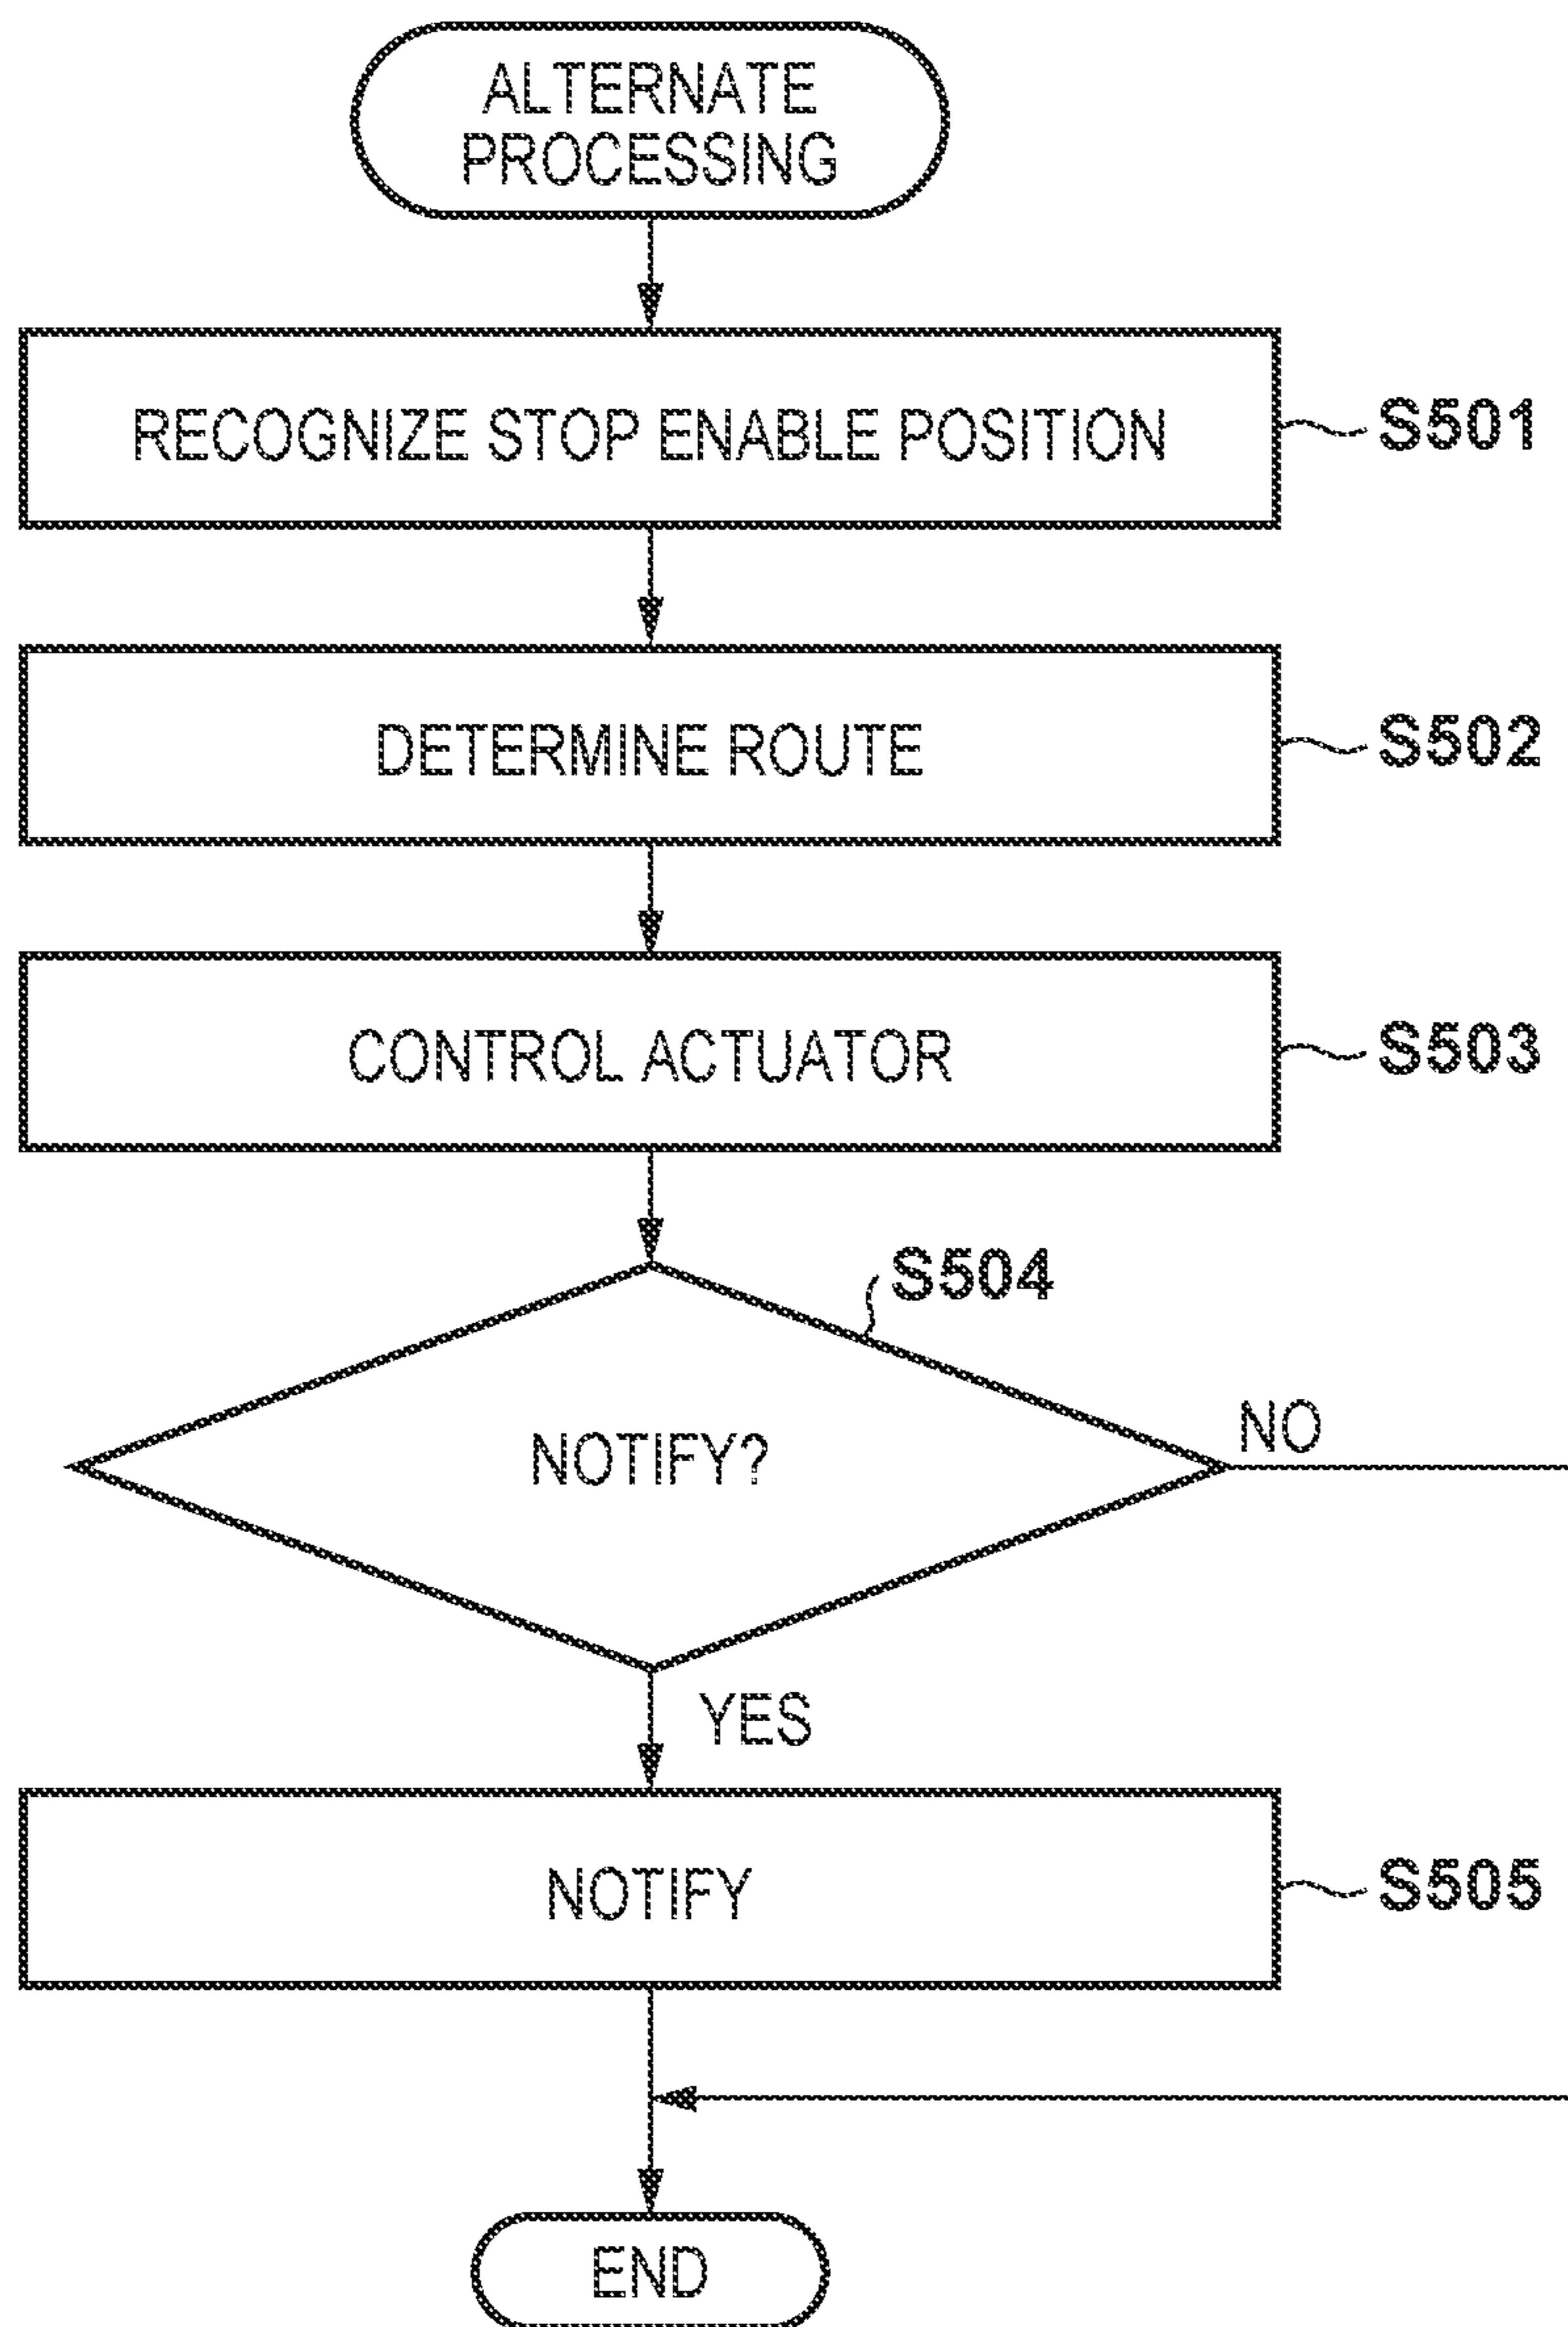 ALTERNATE
PROCESSING
RECOGNIZE STOP ENABLE POSITION
S501
DETERMINE ROUTE
S502
CONTROL ACTUATOR
S503
S504
NOTIFY?
NO
YES
NOTIFY
S505
END